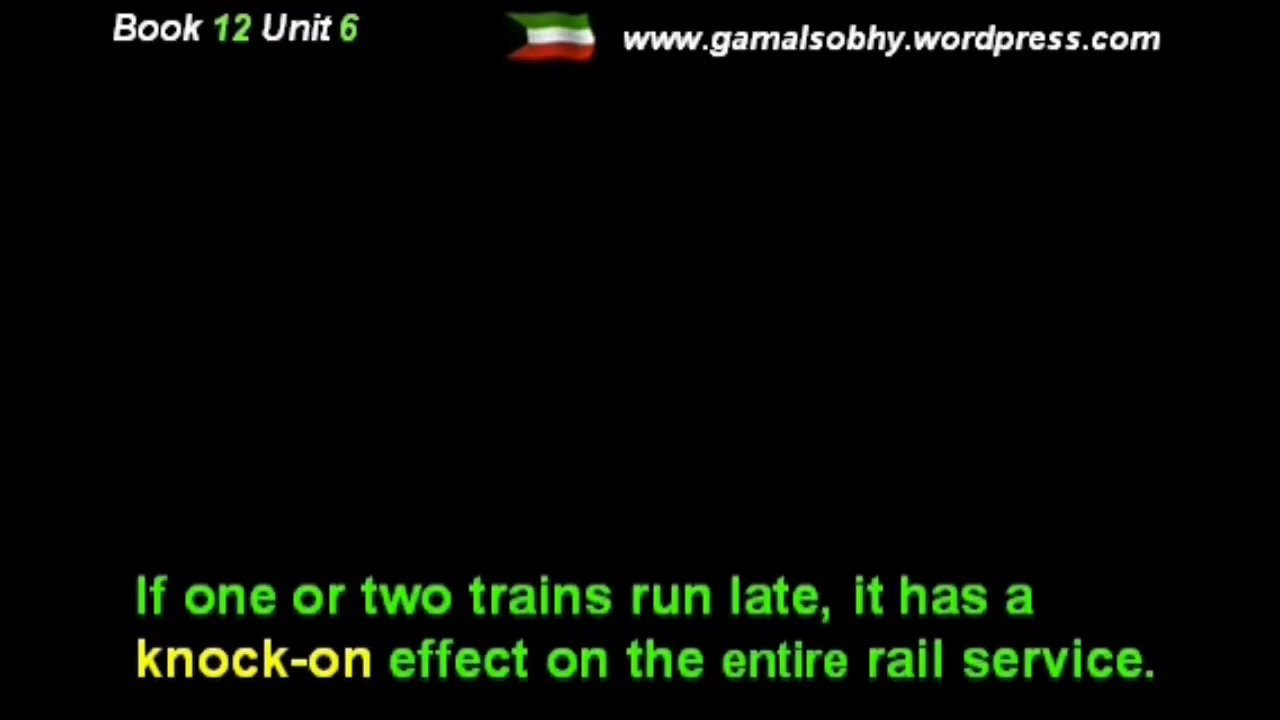 Book 12 Unit 6
www.gamalsobhy.wordpress.com
If one or two trains run late, it has a
knock-on effect on the entire rail service.